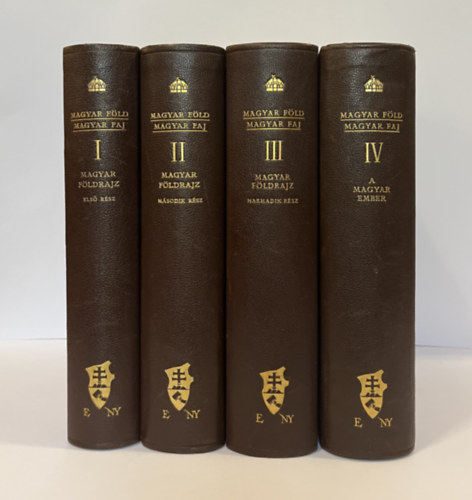 MAGYAR FÖLD
MAGYAR FAJ
I
MAGYAR
FÖLDRAJZ
ELSŐ RÉSZ
E NY
MAGYAR FÖLD
MAGYAR FAJ
II
MAGYAR
FÖLDRAJZ
MÁSODIK RÉSZ
E NY
MAGYAR FÖLD
MAGYAR FAJ
III
MAGYAR
FÖLDRAJZ
HARMADIK RÉSZ
E NY
MAGYAR FÖLD
MAGYAR FAJ
IV
A
MAGYAR
EMBER
E NY